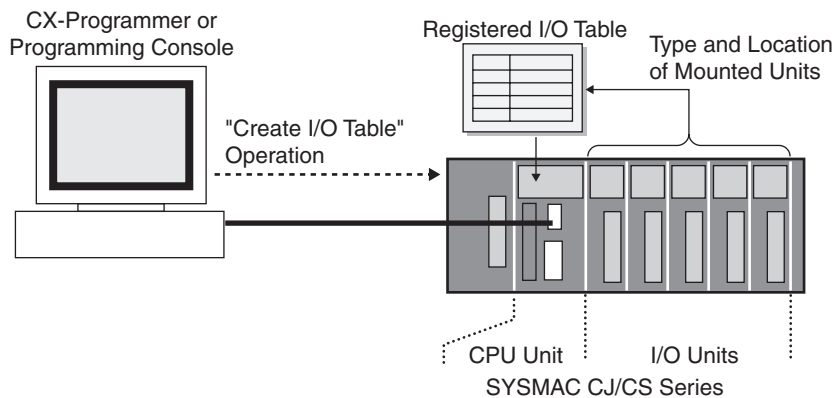 CX-Programmer or
Programming Console
Registered I/O Table
Type and Location
of Mounted Units
"Create I/O Table"
Operation
CPU Unit
I/O Units
SYSMAC CJ/CS Series